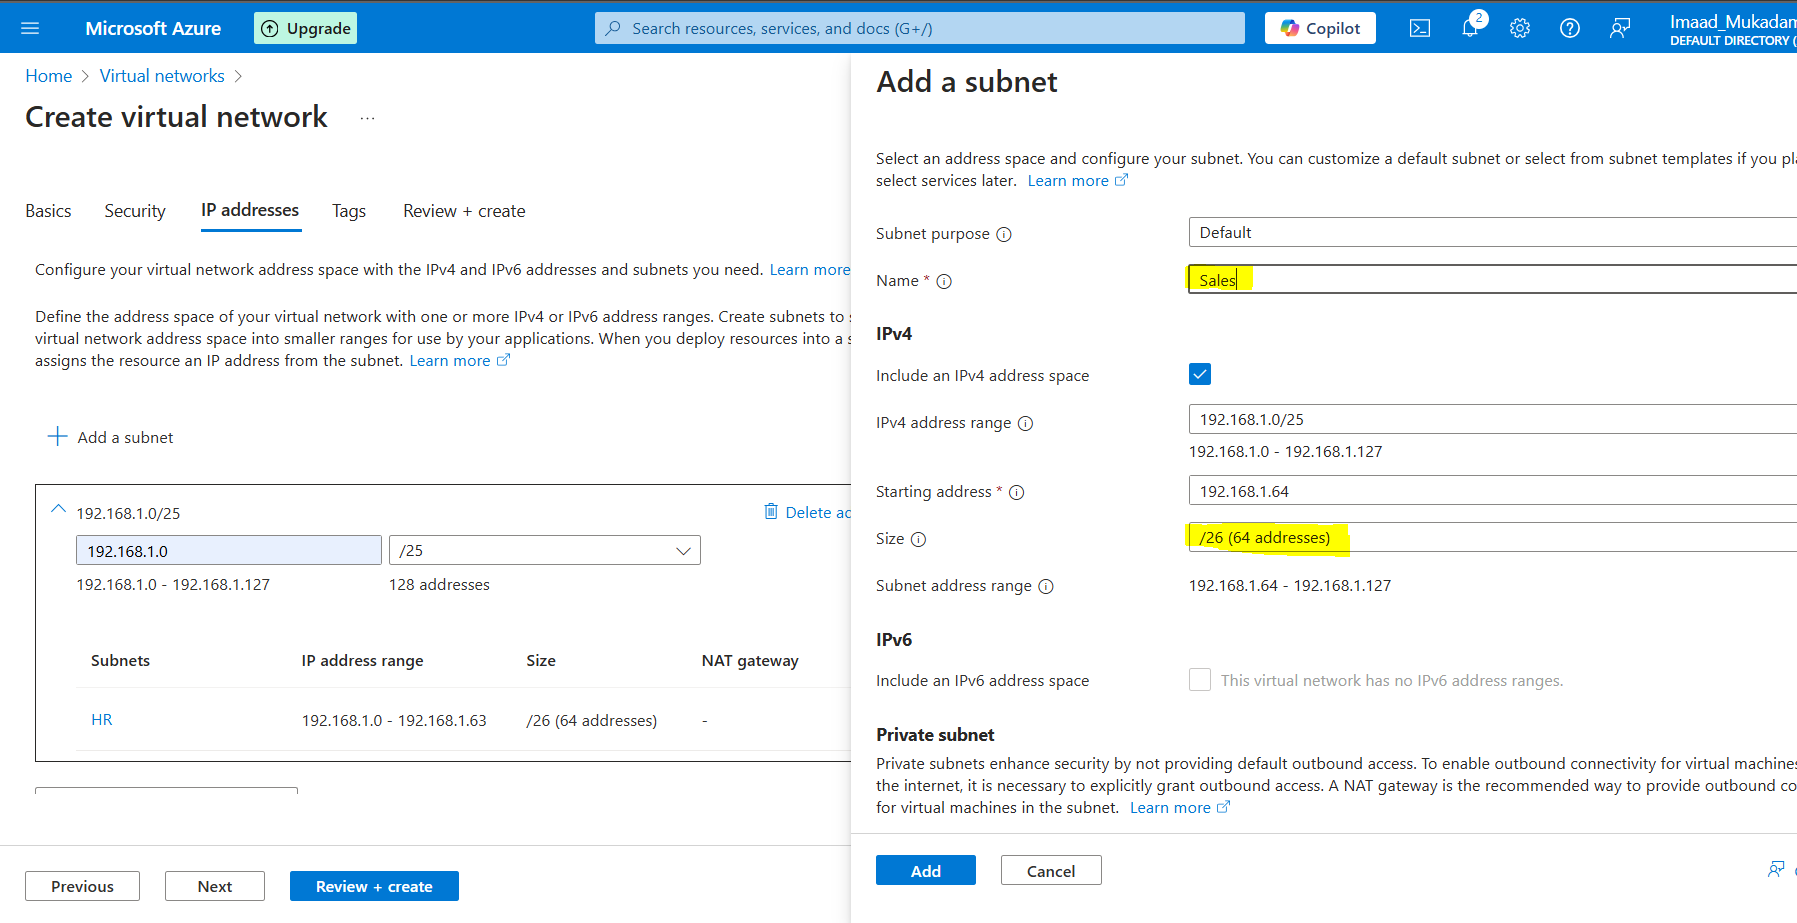 Microsoft Azure
Upgrade
Search resources, services, and docs (G+/)
Copilot
2
Imaad_Mukadam
DEFAULT DIRECTORY (
Home > Virtual networks >
Create virtual network ...
Basics Security IP addresses Tags Review + create
Configure your virtual network address space with the IPv4 and IPv6 addresses and subnets you need. Learn more
Define the address space of your virtual network with one or more IPv4 or IPv6 address ranges. Create subnets to
virtual network address space into smaller ranges for use by your applications. When you deploy resources into a
assigns the resource an IP address from the subnet. Learn more
Add a subnet
192.168.1.0/25
Delete
192.168.1.0 /25
192.168.1.0 - 192.168.1.127 128 addresses
Subnets IP address range Size NAT gateway
HR 192.168.1.0 - 192.168.1.63 /26 (64 addresses) -
Previous Next Review + create
Add a subnet
Select an address space and configure your subnet. You can customize a default subnet or select from subnet templates if you
select services later. Learn more
Subnet purpose Default
Name * Sales
IPv4
Include an IPv4 address space
IPv4 address range 192.168.1.0/25
192.168.1.0 - 192.168.1.127
Starting address * 192.168.1.64
Size /26 (64 addresses)
Subnet address range 192.168.1.64 - 192.168.1.127
IPv6
Include an IPv6 address space This virtual network has no IPv6 address ranges.
Private subnet
Private subnets enhance security by not providing default outbound access. To enable outbound connectivity for virtual machines
the internet, it is necessary to explicitly grant outbound access. A NAT gateway is the recommended way to provide outbound
for virtual machines in the subnet. Learn more
Add Cancel